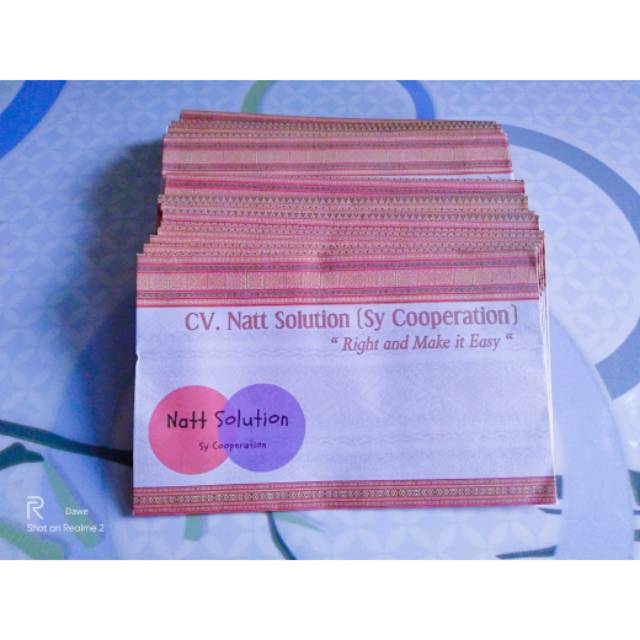 CV. Natt Solution (Sy Cooperation)
“ Right and Make it Easy “
Natt Solution
Sy Cooperation
R
Dawe
Shot on Realme 2